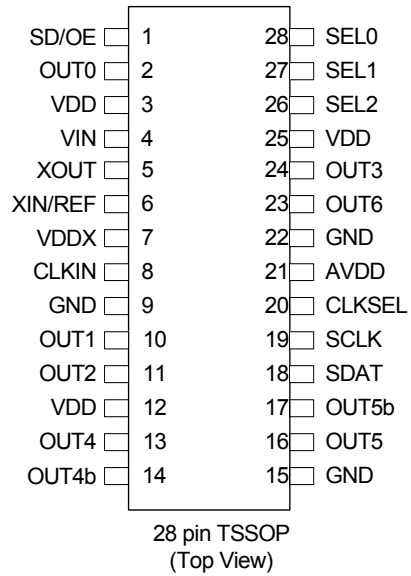 SD/OE 1 28 SEL0
OUT0 2 27 SEL1
VDD 3 26 SEL2
VIN 4 25 VDD
XOUT 5 24 OUT3
XIN/REF 6 23 OUT6
VDDX 7 22 GND
CLKIN 8 21 AVDD
GND 9 20 CLKSEL
OUT1 10 19 SCLK
OUT2 11 18 SDAT
VDD 12 17 OUT5b
OUT4 13 16 OUT5
OUT4b 14 15 GND
28 pin TSSOP
(Top View)